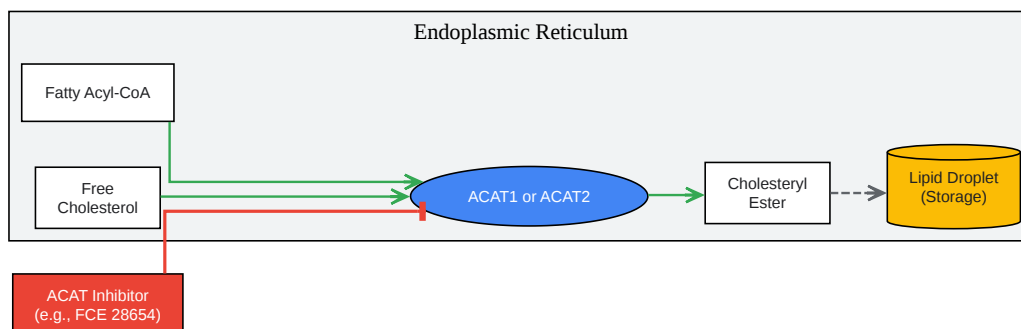 Endoplasmic Reticulum
Fatty Acyl-CoA
Free
Cholesterol
ACAT1 or ACAT2
Cholesteryl
Ester
Lipid Droplet
(Storage)
ACAT Inhibitor
(e.g., FCE 28654)